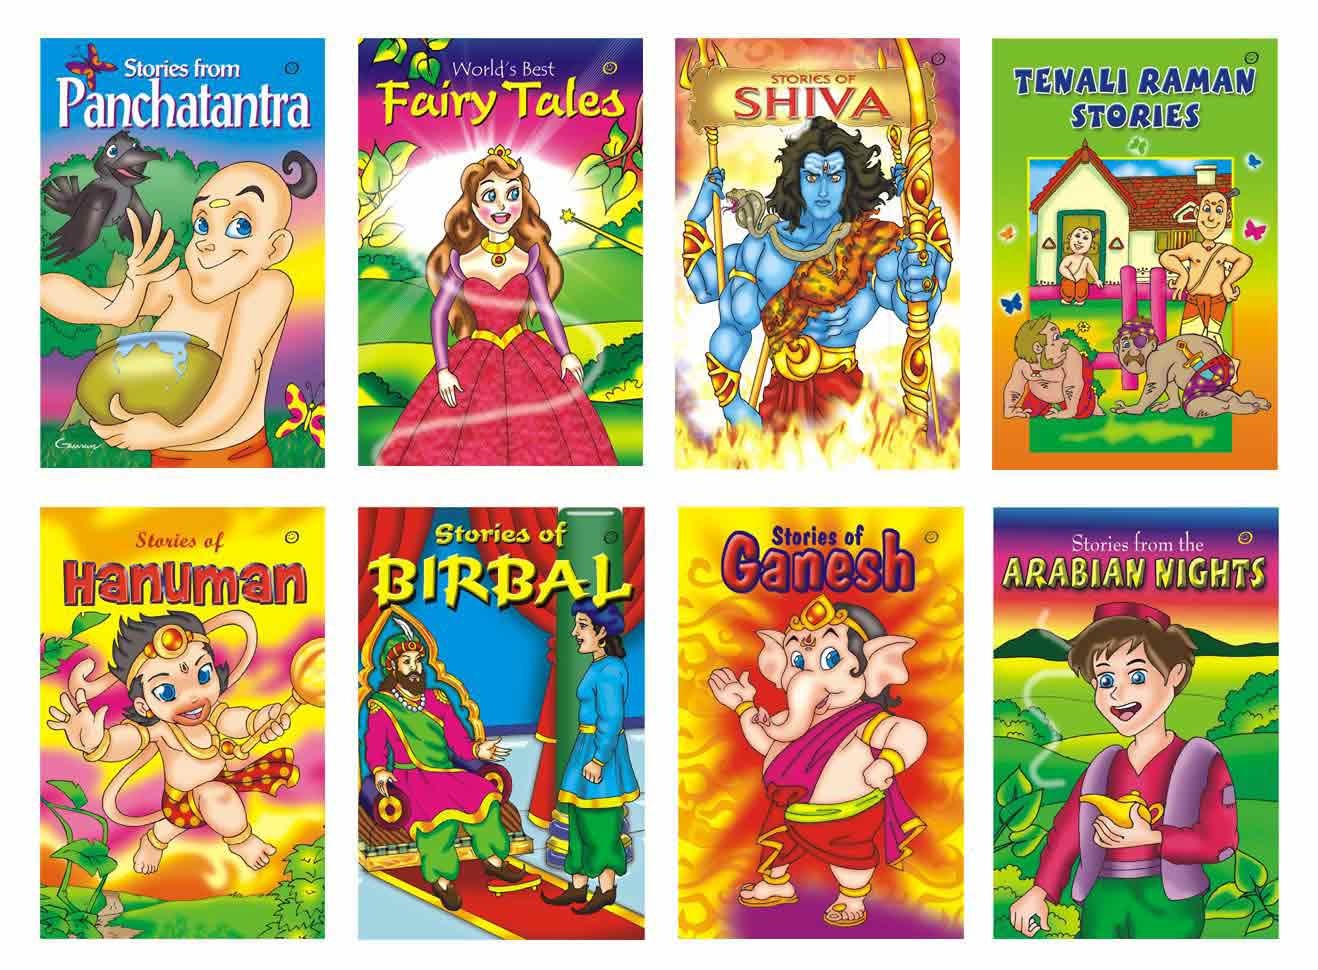 Stories from
Panchatantra
Gaurav
World's Best
Fairy Tales
STORIES OF
SHIVA
TENALI RAMAN
STORIES
Stories of
Hanuman
Stories of
BIRBAL
Stories of
Ganesh
Stories from the
ARABIAN NIGHTS